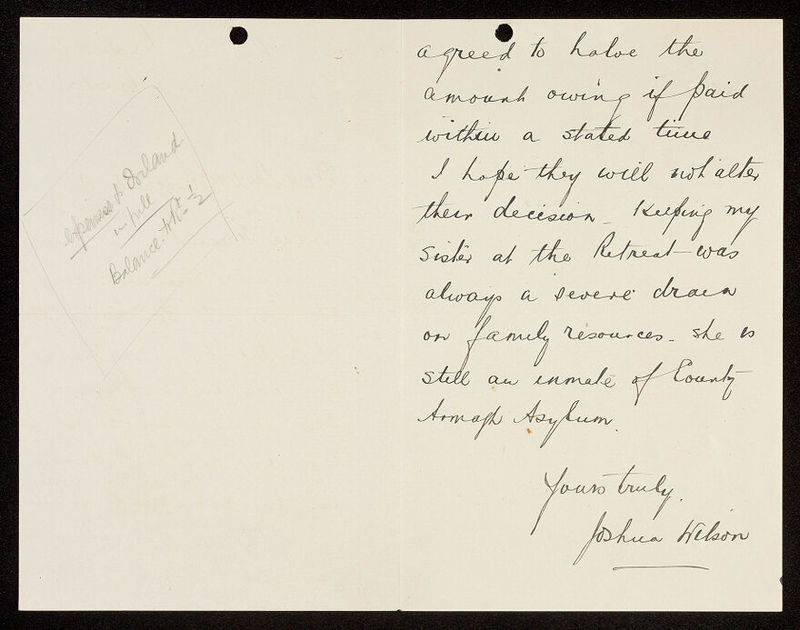 expenses to Ireland
in full
Balance
agreed to halve the
amount owing if paid
within a stated time
I hope they will not alter
their decision_ Keeping my
sister at the Retreat was
always a severe drain
on family resources_ she is
still an inmate of County
Armagh Asylum.
Yours truly.
Joshua Wilson